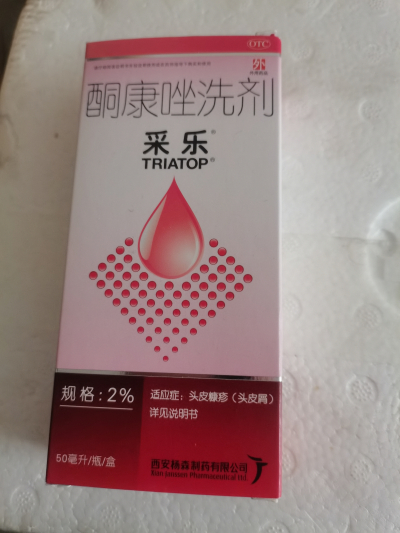 OTC
外
酮康唑洗剂
采乐®
TRIATOP®
规格：2%
适应症：头皮糠疹（头皮屑）
详见说明书
50毫升/瓶/盒
西安杨森制药有限公司
Xian Janssen Pharmaceutical Ltd.